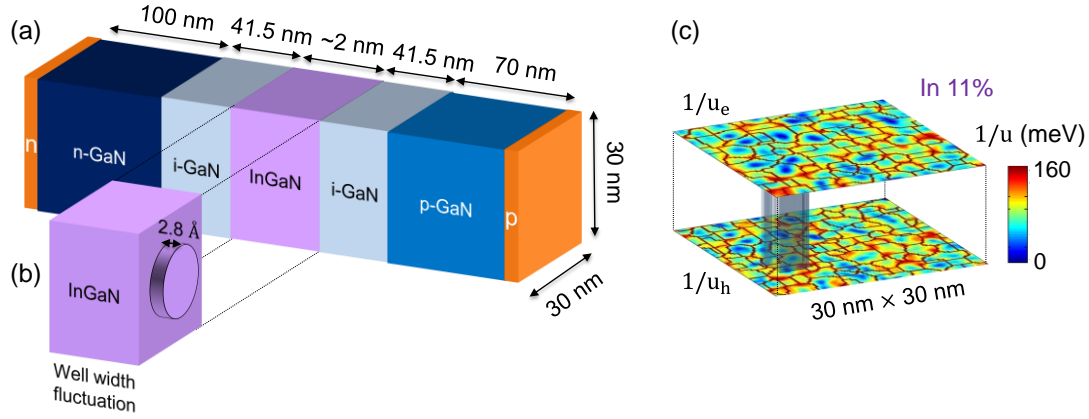 (a)
100 nm
41.5 nm
~2 nm
41.5 nm
70 nm
n
n-GaN
i-GaN
InGaN
i-GaN
p-GaN
p
30 nm
30 nm
(b)
2.8 Å
InGaN
Well width
fluctuation
(c)
In 11%
1/uₑ
1/u (meV)
160
0
1/uₕ
30 nm × 30 nm